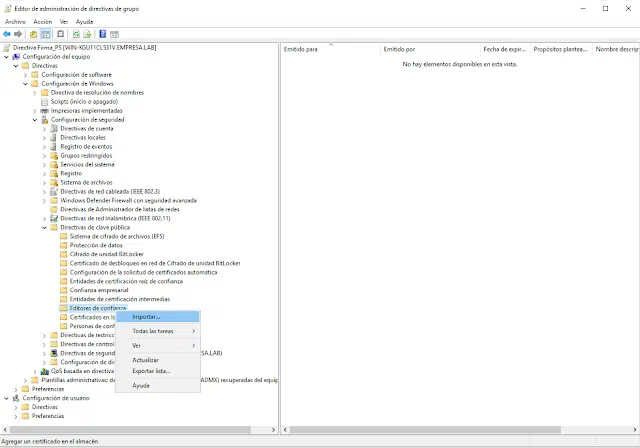 Editor de administración de directivas de grupo
Archivo Acción Ver Ayuda
Directiva Firma_PS [WIN-KGU11CLS31V.EMPRESA.LAB]
Configuración del equipo
Directivas
Configuración de software
Configuración de Windows
Directiva de resolución de nombres
Scripts (inicio o apagado)
Impresoras implementadas
Configuración de seguridad
Directivas de cuenta
Directivas locales
Registro de eventos
Grupos restringidos
Servicios del sistema
Registro
Sistema de archivos
Directivas de red cableada (IEEE 802.3)
Windows Defender Firewall con seguridad avanzada
Directivas de Administrador de listas de redes
Directivas de red inalámbrica (IEEE 802.11)
Directivas de clave pública
Sistema de cifrado de archivos (EFS)
Protección de datos
Cifrado de unidad BitLocker
Certificado de desbloqueo en red de Cifrado de unidad BitLocker
Configuración de la solicitud de certificados automática
Entidades de certificación raíz de confianza
Confianza empresarial
Entidades de certificación intermedias
Editores de confianza
Certificados en lo
Personas de conf
Directivas de restricc
Directivas de control
Directivas de segurid SA.LAB)
Configuración de dire
QoS basada en directiva
Plantillas administrativas: de ADMX) recuperadas del equip
Preferencias
Configuración de usuario
Directivas
Preferencias
Importar...
Todas las tareas
Ver
Actualizar
Exportar lista...
Ayuda
Emitido para Emitido por Fecha de expir... Propósitos plantea... Nombre descript
No hay elementos disponibles en esta vista.
Agregar un certificado en el almacén